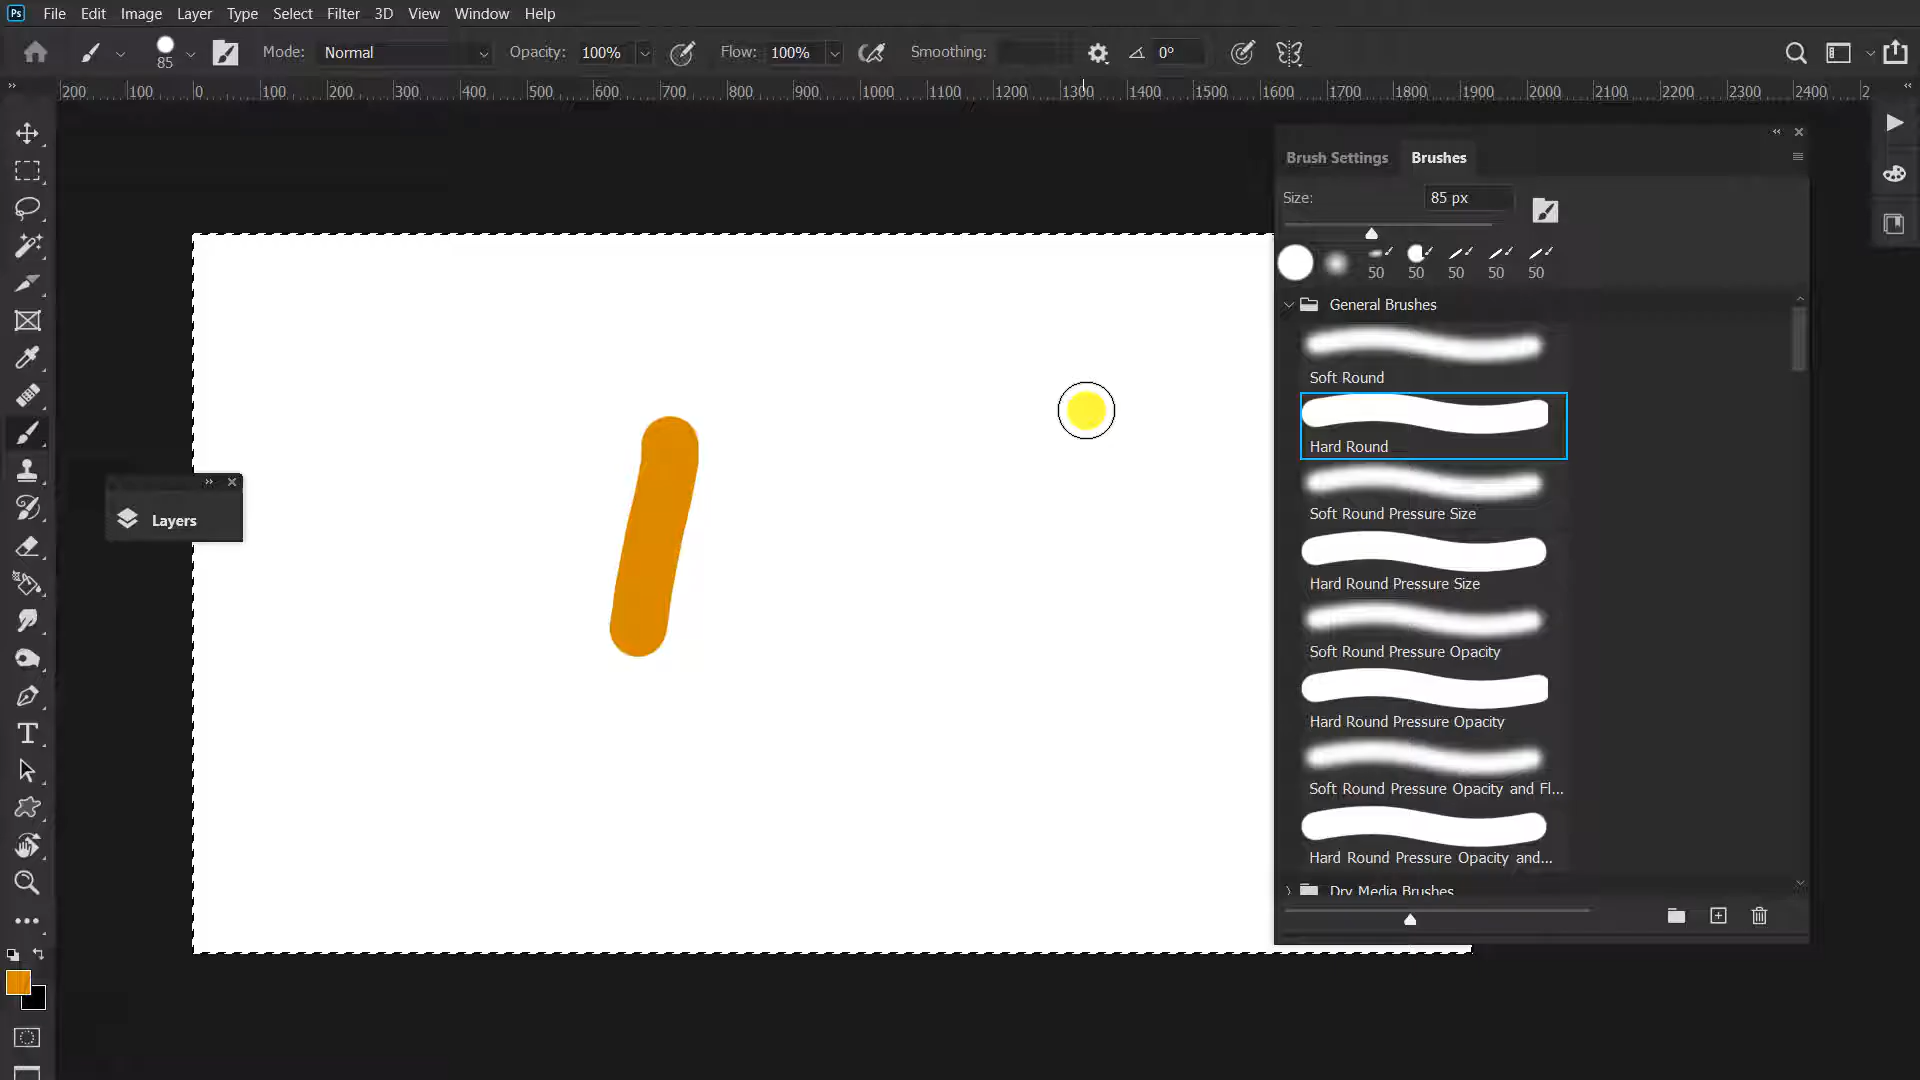 Ps File Edit Image Layer Type Select Filter 3D View Window Help
85 Mode: Normal Opacity: 100% Flow: 100% Smoothing: 0°
200 100 0 100 200 300 400 500 600 700 800 900 1000 1100 1200 1300 1400 1500 1600 1700 1800 1900 2000 2100 2200 2300 2400 2
Brush Settings Brushes
Size: 85 px
50 50 50 50 50
General Brushes
Soft Round
Hard Round
Soft Round Pressure Size
Hard Round Pressure Size
Soft Round Pressure Opacity
Hard Round Pressure Opacity
Soft Round Pressure Opacity and Fl...
Hard Round Pressure Opacity and...
Dry Media Brushes
Layers